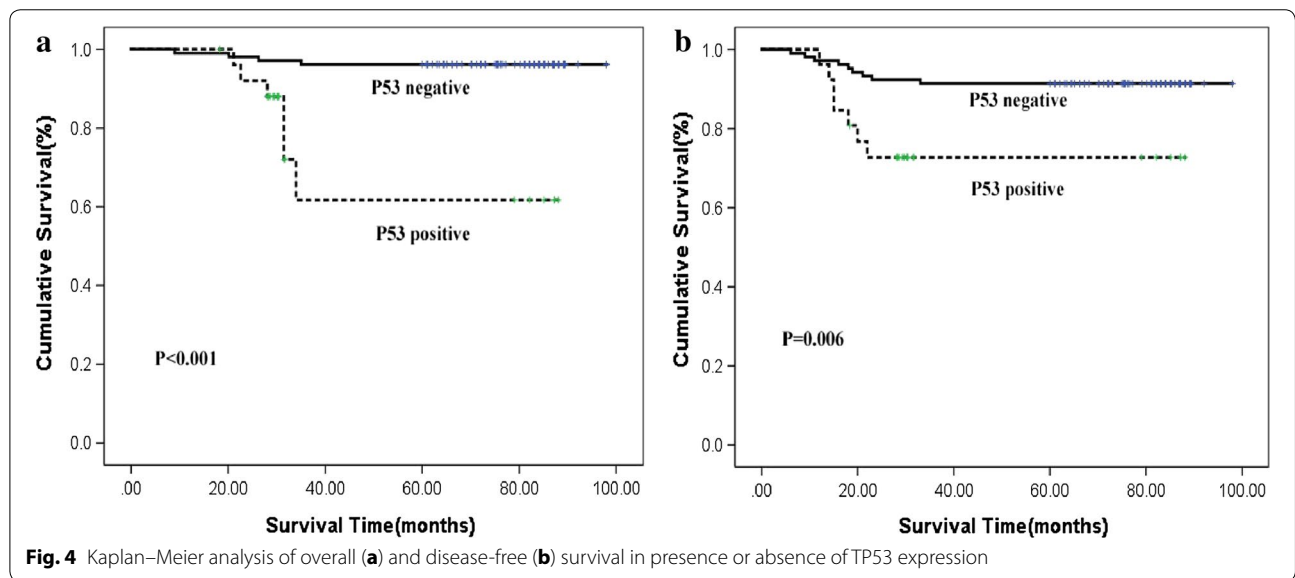 a
1.0
0.8
0.6
0.4
0.2
0.0
Cumulative Survival(%)
P53 negative
P53 positive
P<0.001
.00 20.00 40.00 60.00 80.00 100.00
Survival Time(months)
b
1.0
0.8
0.6
0.4
0.2
0.0
Cumulative Survival(%)
P53 negative
P53 positive
P=0.006
.00 20.00 40.00 60.00 80.00 100.00
Survival Time(months)
Fig. 4 Kaplan–Meier analysis of overall (a) and disease-free (b) survival in presence or absence of TP53 expression